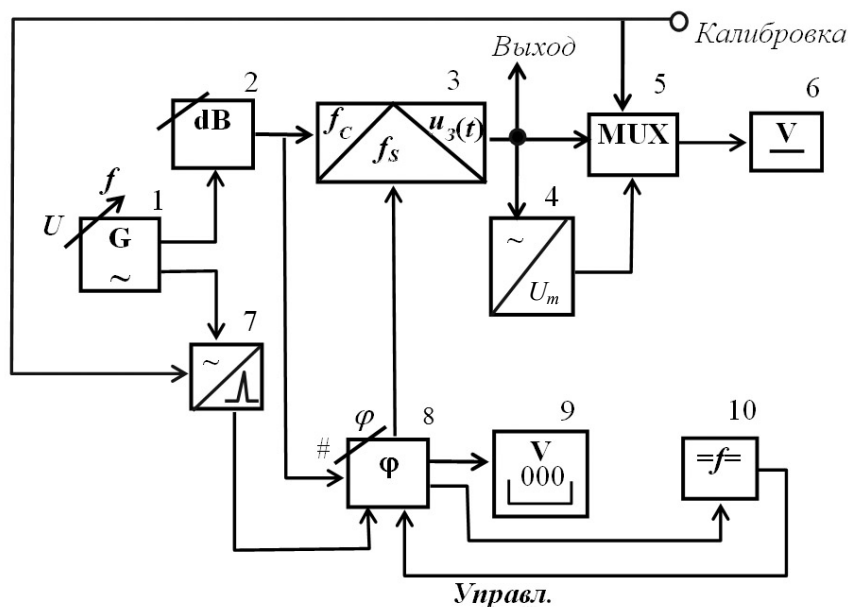 Калибровка
Выход
2
dB
3
f_C
f_S
u_3(t)
5
MUX
6
V
f
U
1
G
~
4
~
U_m
7
~
φ
8
#
φ
9
V
000
10
=f=
Управл.